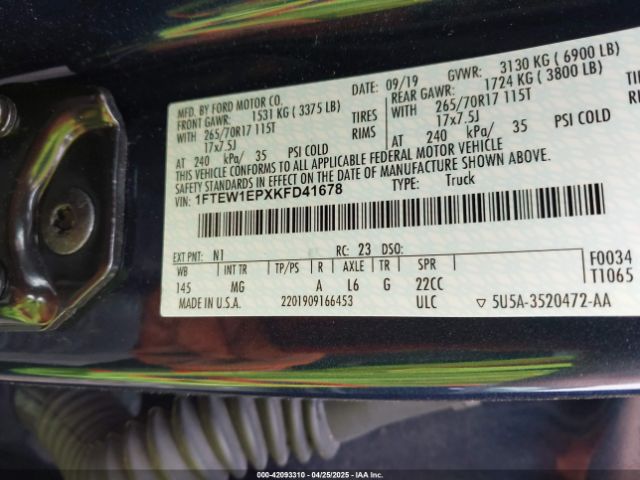 MFD. BY FORD MOTOR CO.
DATE: 09/19 GVWR: 3130 KG ( 6900 LB)
FRONT GAWR: 1531 KG ( 3375 LB) REAR GAWR: 1724 KG ( 3800 LB)
WITH 265/70R17 115T TIRES WITH 265/70R17 115T TIRE
17x7.5J RIMS 17x7.5J RIM
AT 240 kPa/ 35 PSI COLD AT 240 kPa/ 35 PSI COLD
THIS VEHICLE CONFORMS TO ALL APPLICABLE FEDERAL MOTOR VEHICLE
SAFETY STANDARDS IN EFFECT ON THE DATE OF MANUFACTURE SHOWN ABOVE.
1FTEW1EPXKFD41678 TYPE: Truck
EXT PNT: N1 RC: 23 DSO: F0034
WB INT TR TP/PS R AXLE TR SPR T1065
145 MG A L6 G 22CC
MADE IN U.S.A. 2201909166453 ULC ▽ 5U5A-3520472-AA
000-42093310 - 04/25/2025 - IAA Inc.